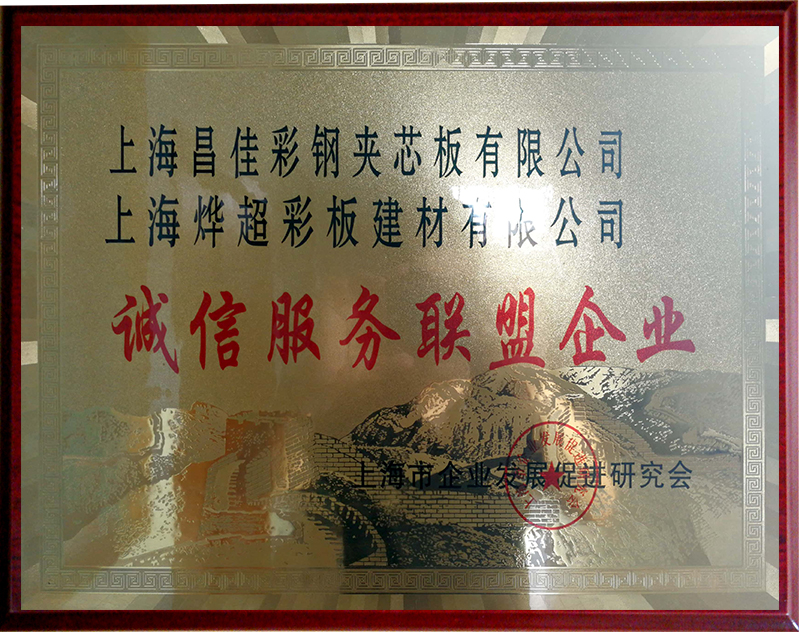 上海昌佳彩钢夹芯板有限公司
上海烨超彩板建材有限公司
诚信服务联盟企业
上海市企业发展促进研究会